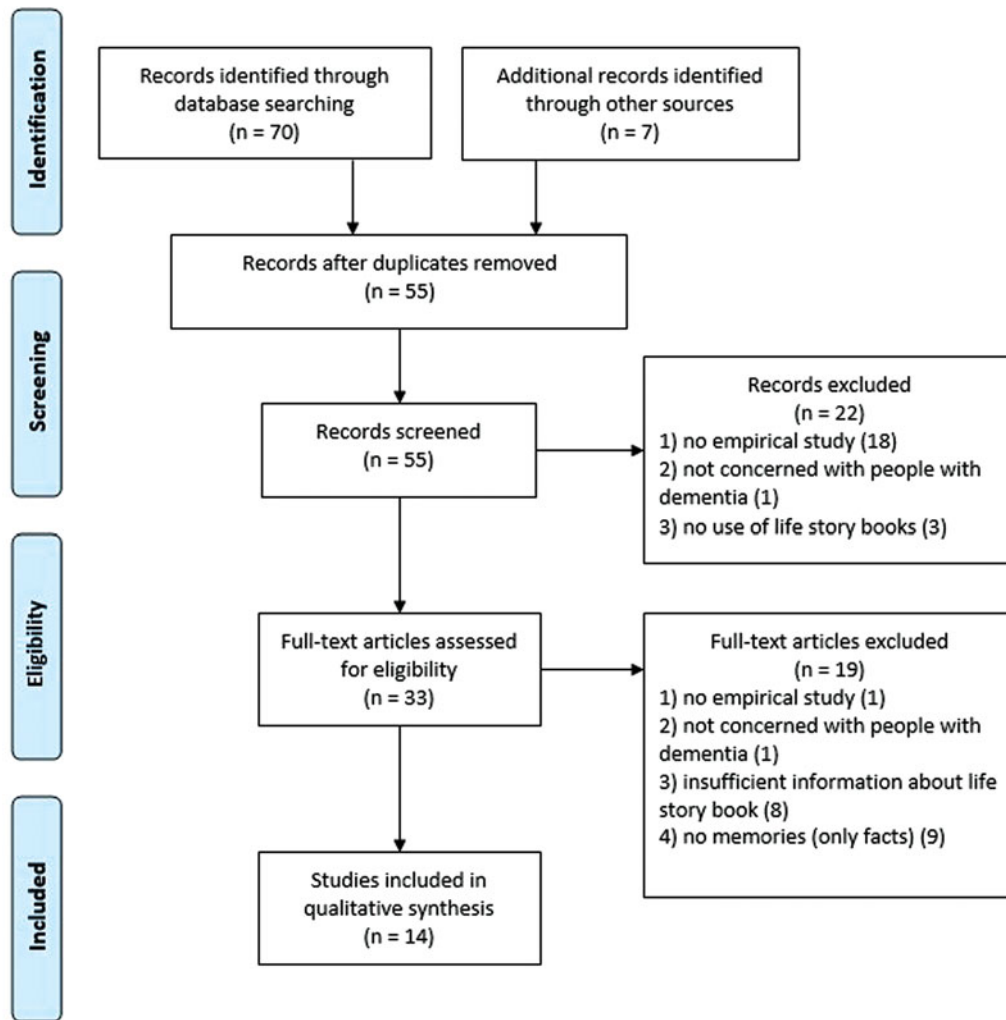 Identification
Records identified through
database searching
(n = 70)
Additional records identified
through other sources
(n = 7)
Records after duplicates removed
(n = 55)
Screening
Records screened
(n = 55)
Records excluded
(n = 22)
1) no empirical study (18)
2) not concerned with people with
dementia (1)
3) no use of life story books (3)
Eligibility
Full-text articles assessed
for eligibility
(n = 33)
Full-text articles excluded
(n = 19)
1) no empirical study (1)
2) not concerned with people with
dementia (1)
3) insufficient information about life
story book (8)
4) no memories (only facts) (9)
Included
Studies included in
qualitative synthesis
(n = 14)